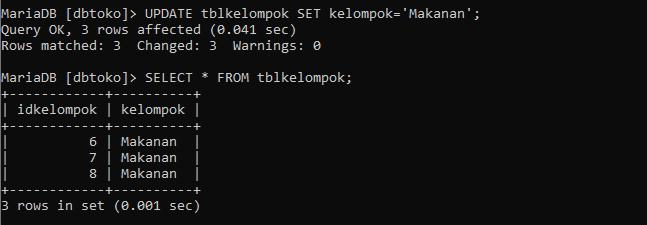 MariaDB [dbtoko]> UPDATE tblkelompok SET kelompok='Makanan';
Query OK, 3 rows affected (0.041 sec)
Rows matched: 3  Changed: 3  Warnings: 0

MariaDB [dbtoko]> SELECT * FROM tblkelompok;
+------------+----------+
| idkelompok | kelompok |
+------------+----------+
|          6 | Makanan  |
|          7 | Makanan  |
|          8 | Makanan  |
+------------+----------+
3 rows in set (0.001 sec)